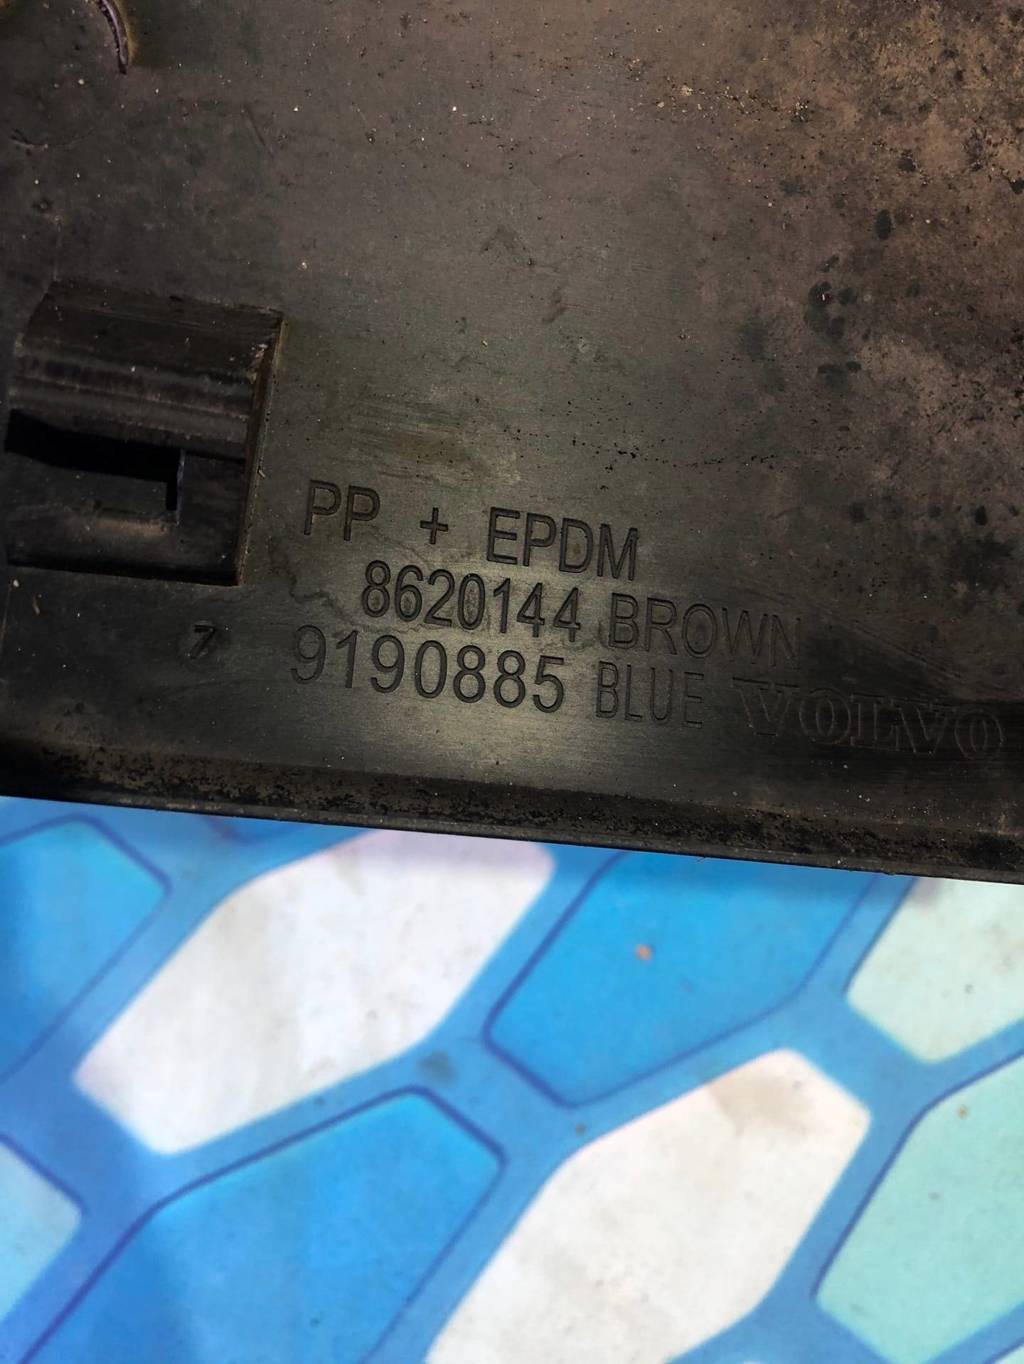 PP + EPDM
8620144 BROWN
7 9190885 BLUE VOLVO